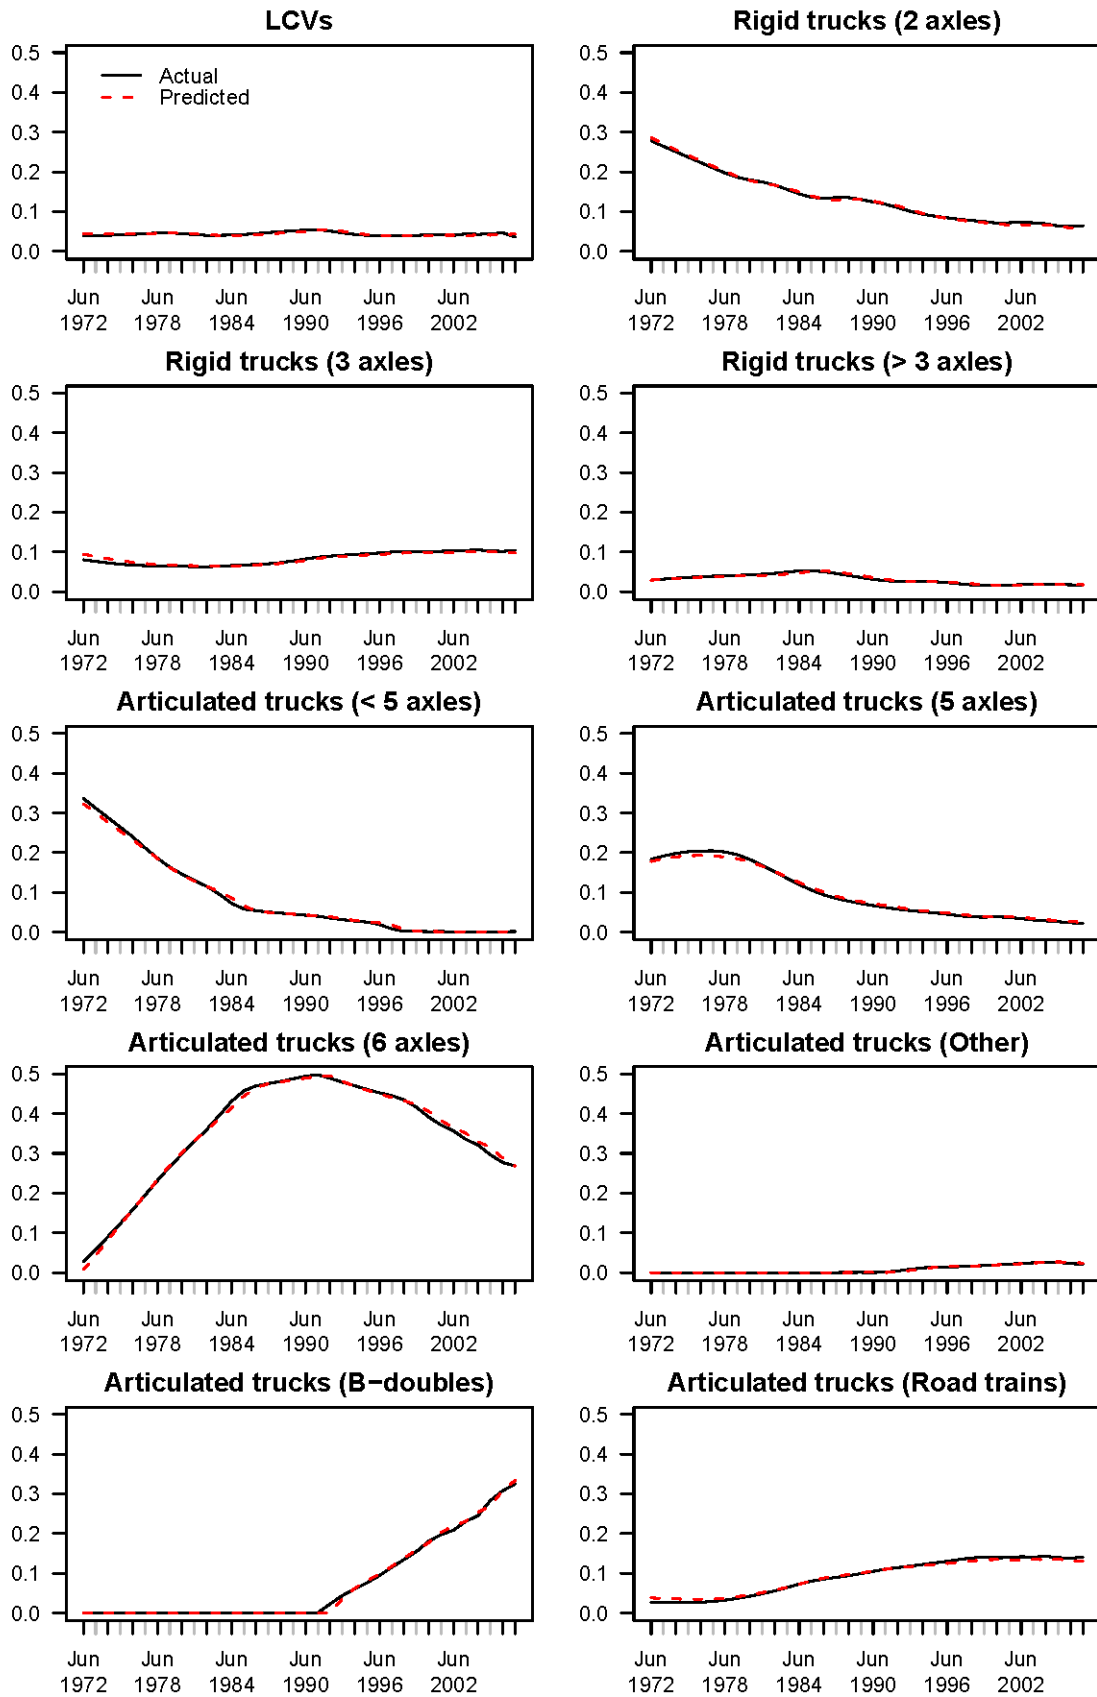 LCVs
0.5
0.4
0.3
0.2
0.1
0.0
Actual
Predicted
Jun Jun Jun Jun Jun Jun
1972 1978 1984 1990 1996 2002
Rigid trucks (2 axles)
0.5
0.4
0.3
0.2
0.1
0.0
Jun Jun Jun Jun Jun Jun
1972 1978 1984 1990 1996 2002
Rigid trucks (3 axles)
0.5
0.4
0.3
0.2
0.1
0.0
Jun Jun Jun Jun Jun Jun
1972 1978 1984 1990 1996 2002
Rigid trucks (> 3 axles)
0.5
0.4
0.3
0.2
0.1
0.0
Jun Jun Jun Jun Jun Jun
1972 1978 1984 1990 1996 2002
Articulated trucks (< 5 axles)
0.5
0.4
0.3
0.2
0.1
0.0
Jun Jun Jun Jun Jun Jun
1972 1978 1984 1990 1996 2002
Articulated trucks (5 axles)
0.5
0.4
0.3
0.2
0.1
0.0
Jun Jun Jun Jun Jun Jun
1972 1978 1984 1990 1996 2002
Articulated trucks (6 axles)
0.5
0.4
0.3
0.2
0.1
0.0
Jun Jun Jun Jun Jun Jun
1972 1978 1984 1990 1996 2002
Articulated trucks (Other)
0.5
0.4
0.3
0.2
0.1
0.0
Jun Jun Jun Jun Jun Jun
1972 1978 1984 1990 1996 2002
Articulated trucks (B−doubles)
0.5
0.4
0.3
0.2
0.1
0.0
Jun Jun Jun Jun Jun Jun
1972 1978 1984 1990 1996 2002
Articulated trucks (Road trains)
0.5
0.4
0.3
0.2
0.1
0.0
Jun Jun Jun Jun Jun Jun
1972 1978 1984 1990 1996 2002